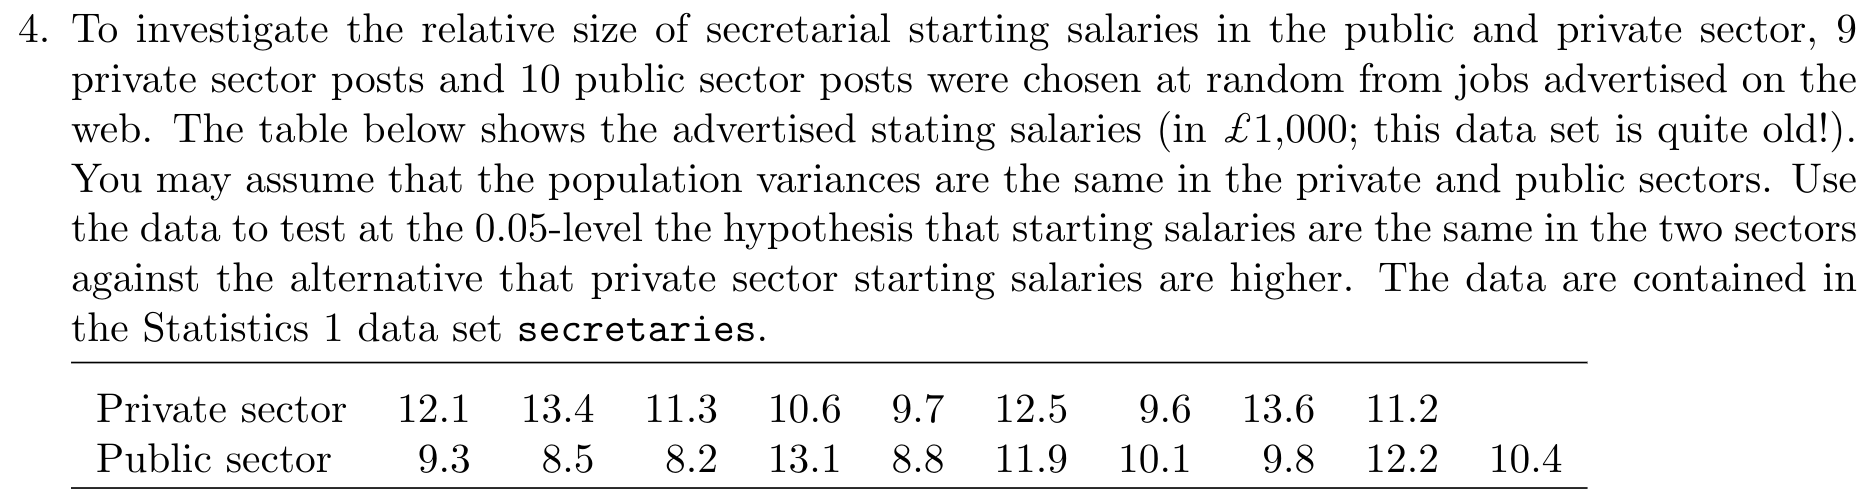 4. To investigate the relative size of secretarial starting salaries in the public and private sector, 9
private sector posts and 10 public sector posts were chosen at random from jobs advertised on the
web. The table below shows the advertised stating salaries (in £1,000; this data set is quite old!).
You may assume that the population variances are the same in the private and public sectors. Use
the data to test at the 0.05-level the hypothesis that starting salaries are the same in the two sectors
against the alternative that private sector starting salaries are higher. The data are contained in
the Statistics 1 data set secretaries.
Private sector 12.1 13.4 11.3 10.6 9.7 12.5 9.6 13.6 11.2
Public sector 9.3 8.5 8.2 13.1 8.8 11.9 10.1 9.8 12.2 10.4